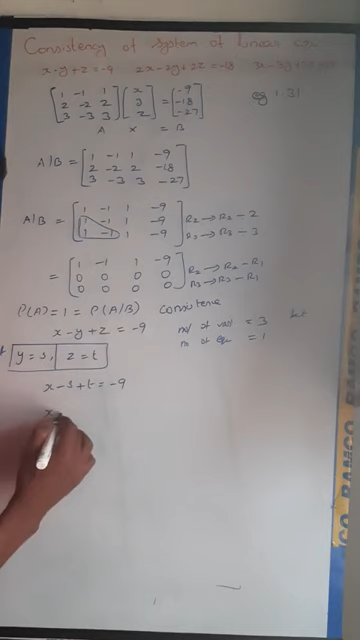 Consistency of system of linear equ
x-y+z=-9 2x-2y+2z=-18
eg 1.31
[1 -1 1] [x] [-9]
[2 -2 2] [y] = [-18]
[3 -3 3] [z] [-27]
A X = B
A/B = [1 -1 1 -9]
[2 -2 2 -18]
[3 -3 3 -27]
A/B = [1 -1 1 -9]
[1 -1 1 -9] R2 → R2 ÷ 2
[1 -1 1 -9] R3 → R3 ÷ 3
= [1 -1 1 -9]
[0 0 0 0] R2 → R2 - R1
[0 0 0 0] R3 → R3 - R1
ρ(A) = 1 = ρ(A/B) Consistence
x-y+z = -9 no/ of vari = 3
n of equ = 1
y=s, z=t
x-s+t=-9
x
RAMCO